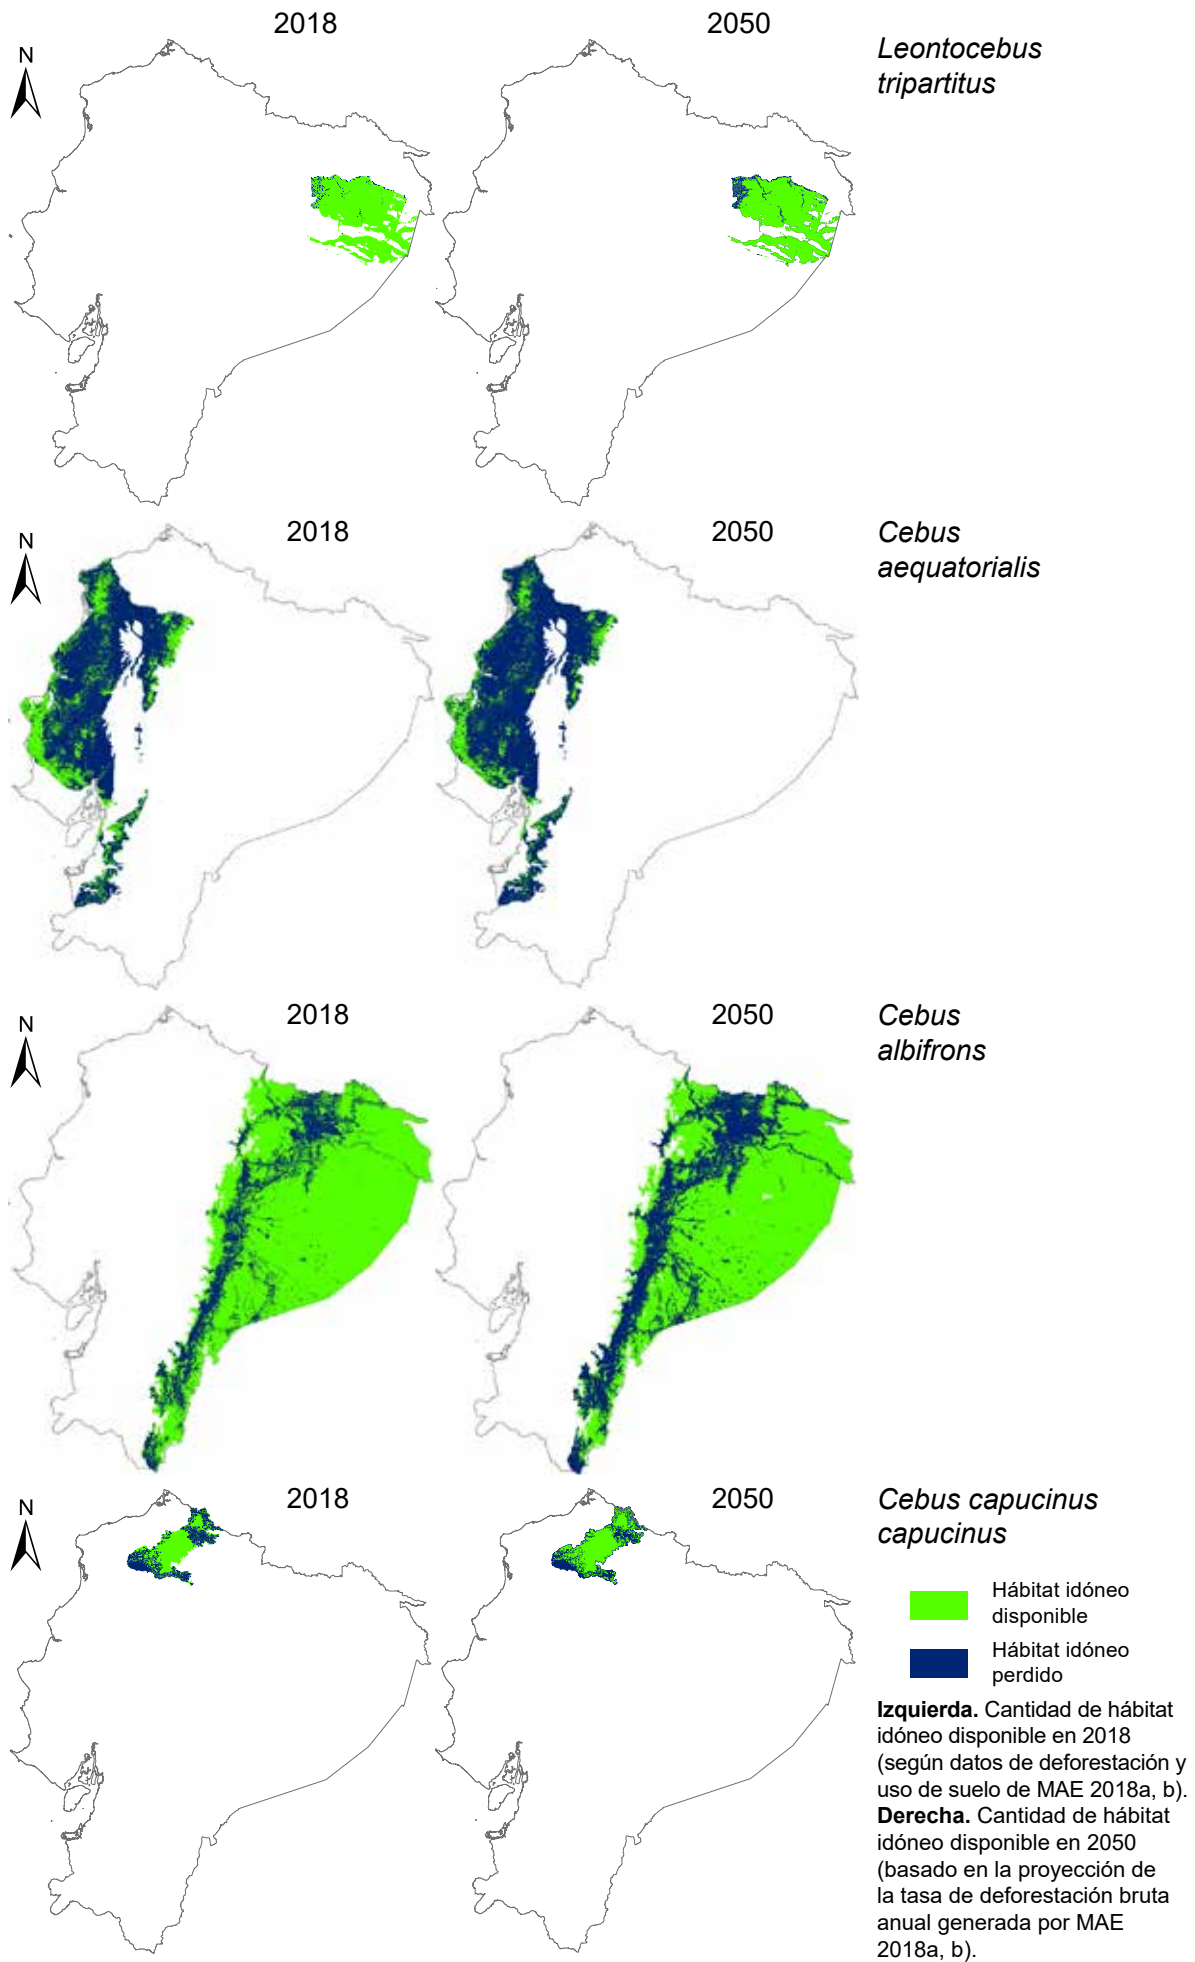 2018
2050
Leontocebus
tripartitus
N
2018
2050
Cebus
aequatorialis
N
2018
2050
Cebus
albifrons
N
2018
2050
Cebus capucinus
capucinus
N
Hábitat idóneo
disponible
Hábitat idóneo
perdido
Izquierda. Cantidad de hábitat
idóneo disponible en 2018
(según datos de deforestación y
uso de suelo de MAE 2018a, b).
Derecha. Cantidad de hábitat
idóneo disponible en 2050
(basado en la proyección de
la tasa de deforestación bruta
anual generada por MAE
2018a, b).